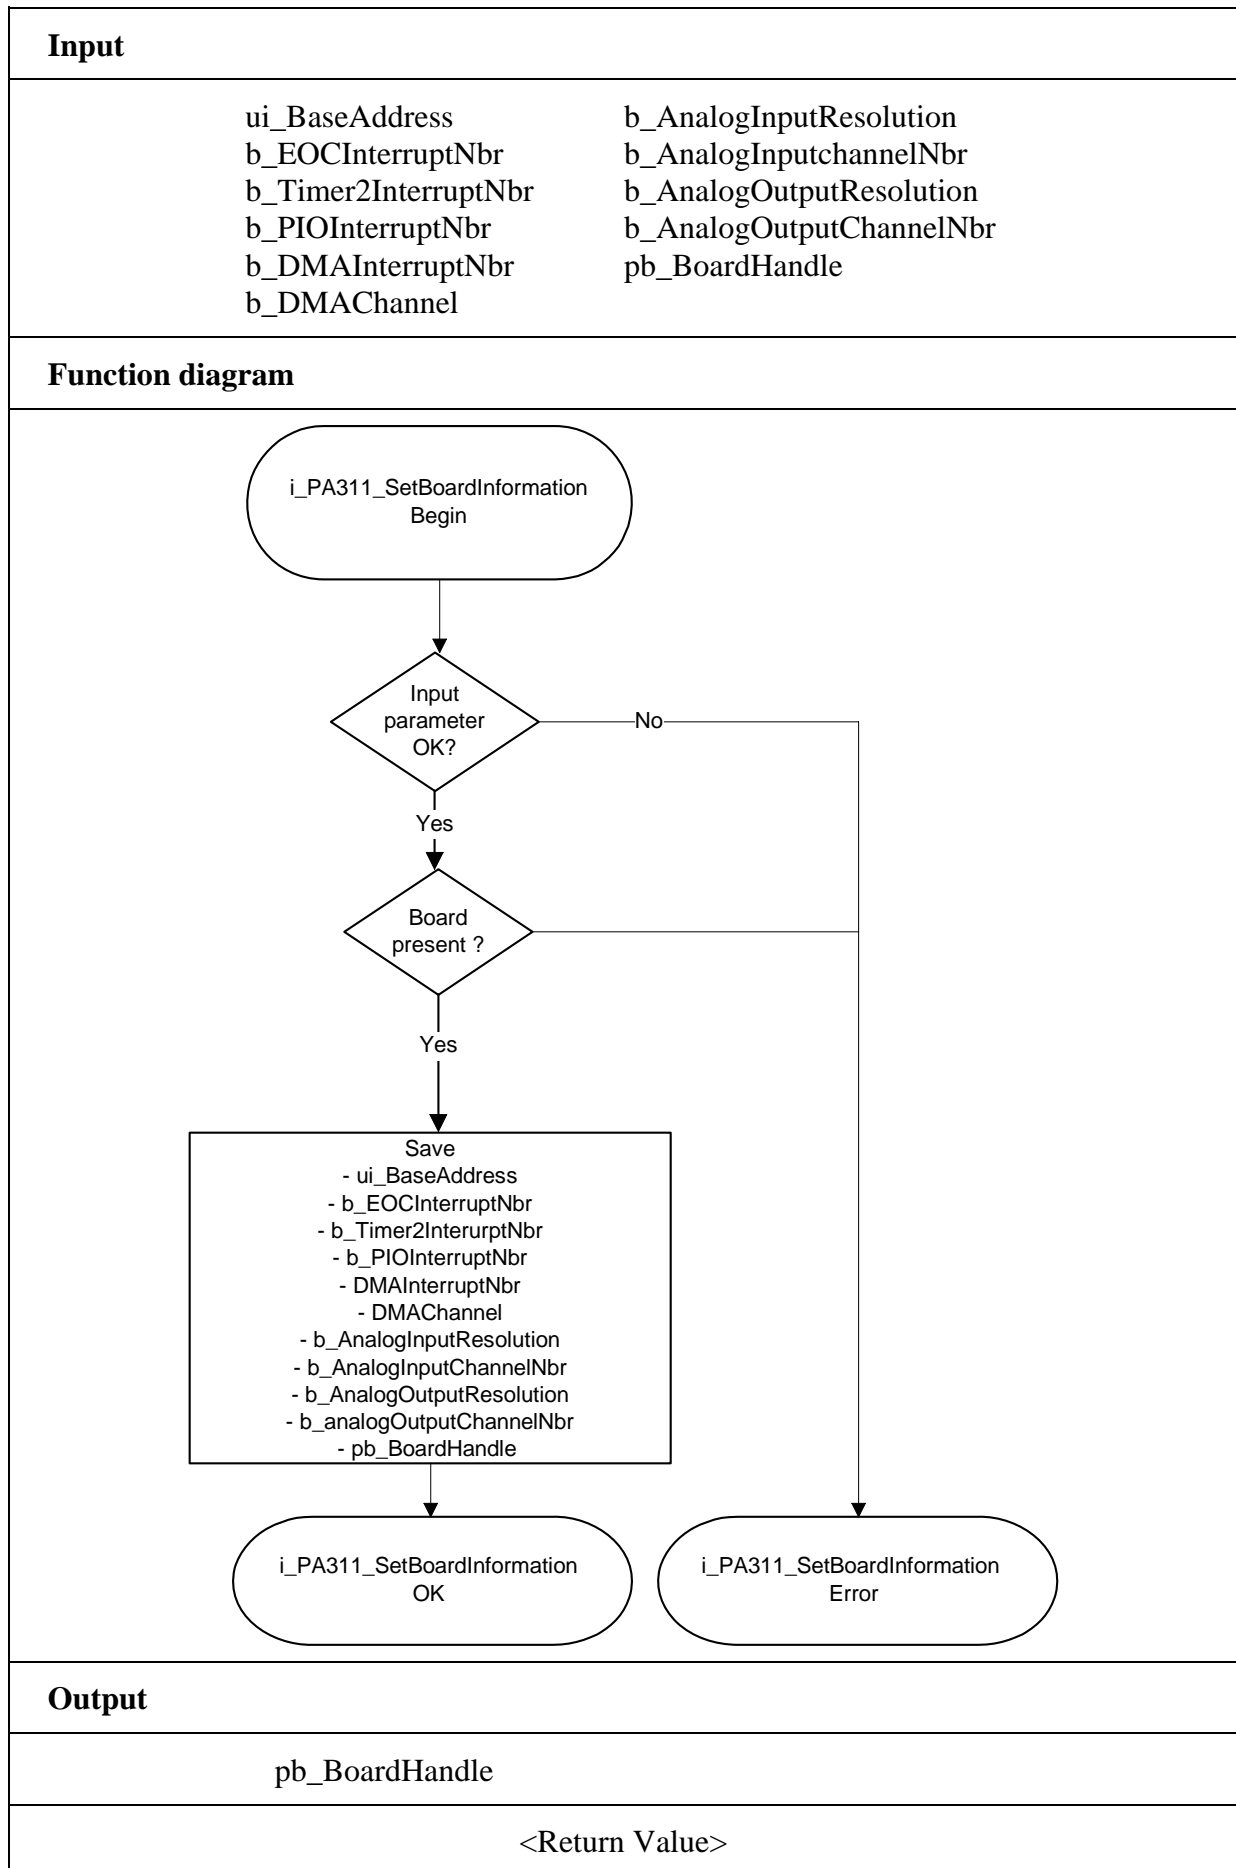 Input
ui_BaseAddress
b_EOCInterruptNbr
b_Timer2InterruptNbr
b_PIOInterruptNbr
b_DMAInterruptNbr
b_DMAChannel
b_AnalogInputResolution
b_AnalogInputchannelNbr
b_AnalogOutputResolution
b_AnalogOutputChannelNbr
pb_BoardHandle
Function diagram
i_PA311_SetBoardInformation
Begin
Input
parameter
OK?
No
Yes
Board
present ?
Yes
Save
- ui_BaseAddress
- b_EOCInterruptNbr
- b_Timer2InterurptNbr
- b_PIOInterruptNbr
- DMAInterruptNbr
- DMAChannel
- b_AnalogInputResolution
- b_AnalogInputChannelNbr
- b_AnalogOutputResolution
- b_analogOutputChannelNbr
- pb_BoardHandle
i_PA311_SetBoardInformation
OK
i_PA311_SetBoardInformation
Error
Output
pb_BoardHandle
<Return Value>